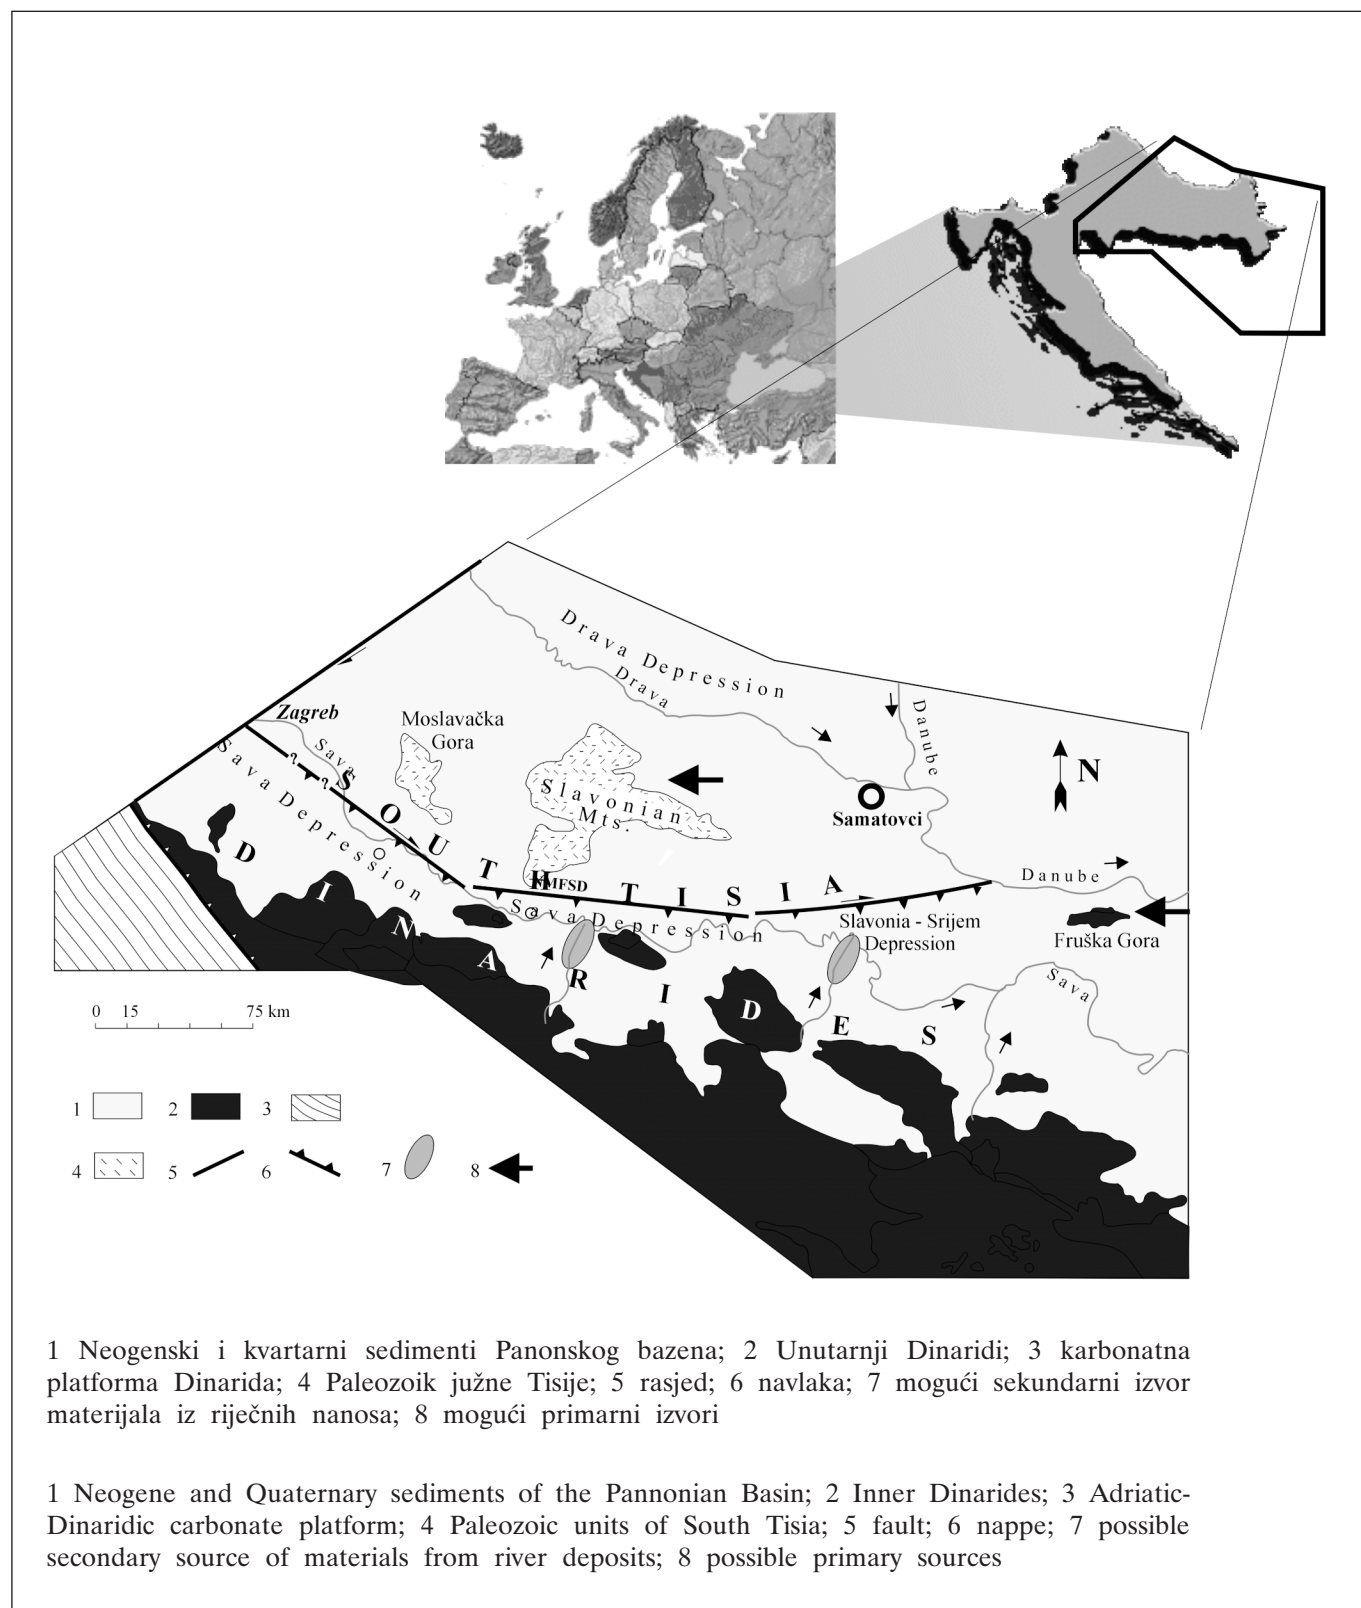 Drava Depression
Drava
Danube
Zagreb
Moslavačka
Gora
Sava
Sava Depression
N
Slavonian
Mts.
Samatovci
SOUTH TISIA
NMFSD
Danube
Sava Depression
Slavonia - Srijem
Depression
Fruška Gora
DINARIDES
Sava
0 15 75 km
1 2 3
4 5 6 7 8
? ?
1 Neogenski i kvartarni sedimenti Panonskog bazena; 2 Unutarnji Dinaridi; 3 karbonatna
platforma Dinarida; 4 Paleozoik južne Tisije; 5 rasjed; 6 navlaka; 7 mogući sekundarni izvor
materijala iz riječnih nanosa; 8 mogući primarni izvori
1 Neogene and Quaternary sediments of the Pannonian Basin; 2 Inner Dinarides; 3 Adriatic-
Dinaridic carbonate platform; 4 Paleozoic units of South Tisia; 5 fault; 6 nappe; 7 possible
secondary source of materials from river deposits; 8 possible primary sources